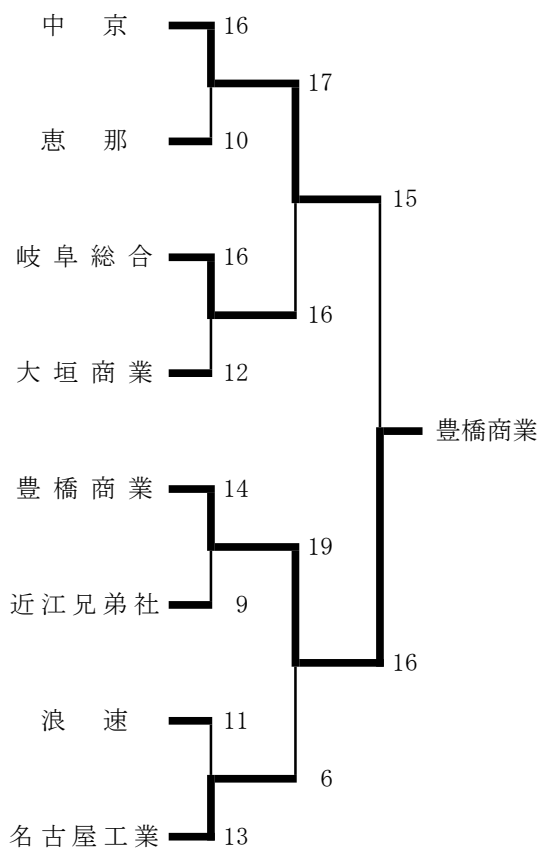 中京 16
17
恵那 10
15
岐阜総合 16
16
大垣商業 12
豊橋商業
豊橋商業 14
19
近江兄弟社 9
16
浪速 11
6
名古屋工業 13